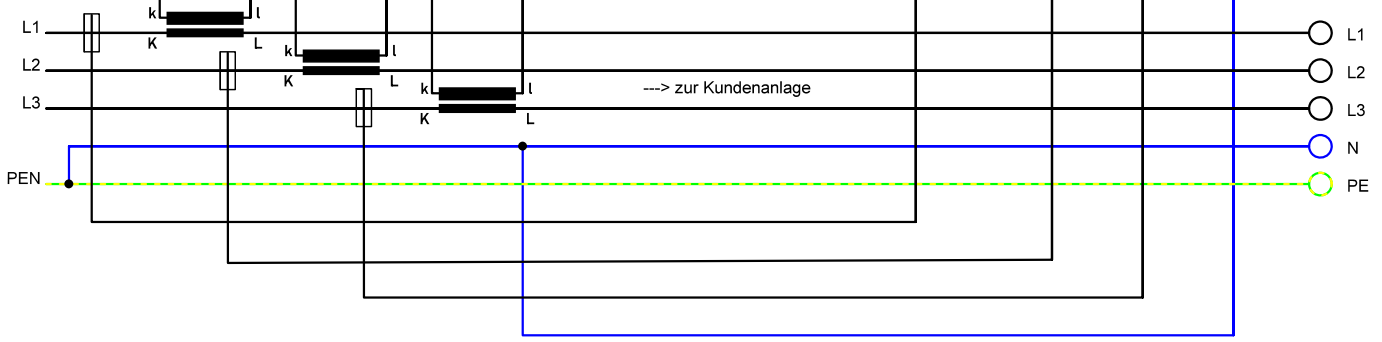 k l
L1 K L L1
k l
L2 K L L2
k l ---> zur Kundenanlage
L3 K L L3
N
PEN PE